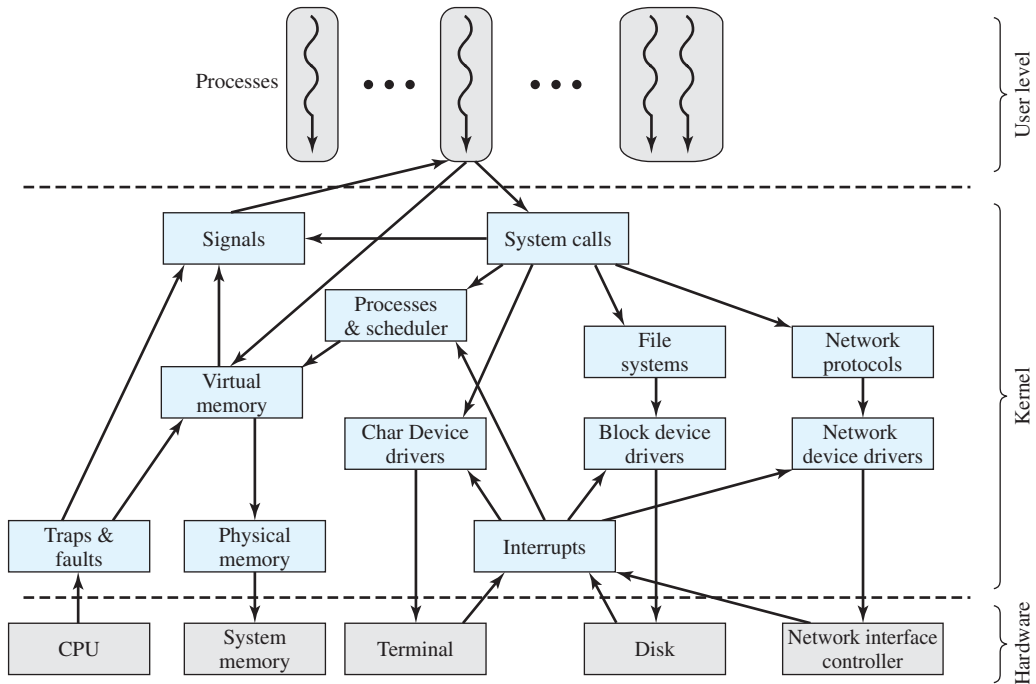 Processes
User level
Signals
System calls
Processes
& scheduler
File
systems
Network
protocols
Virtual
memory
Char Device
drivers
Block device
drivers
Network
device drivers
Kernel
Traps &
faults
Physical
memory
Interrupts
CPU
System
memory
Terminal
Disk
Network interface
controller
Hardware